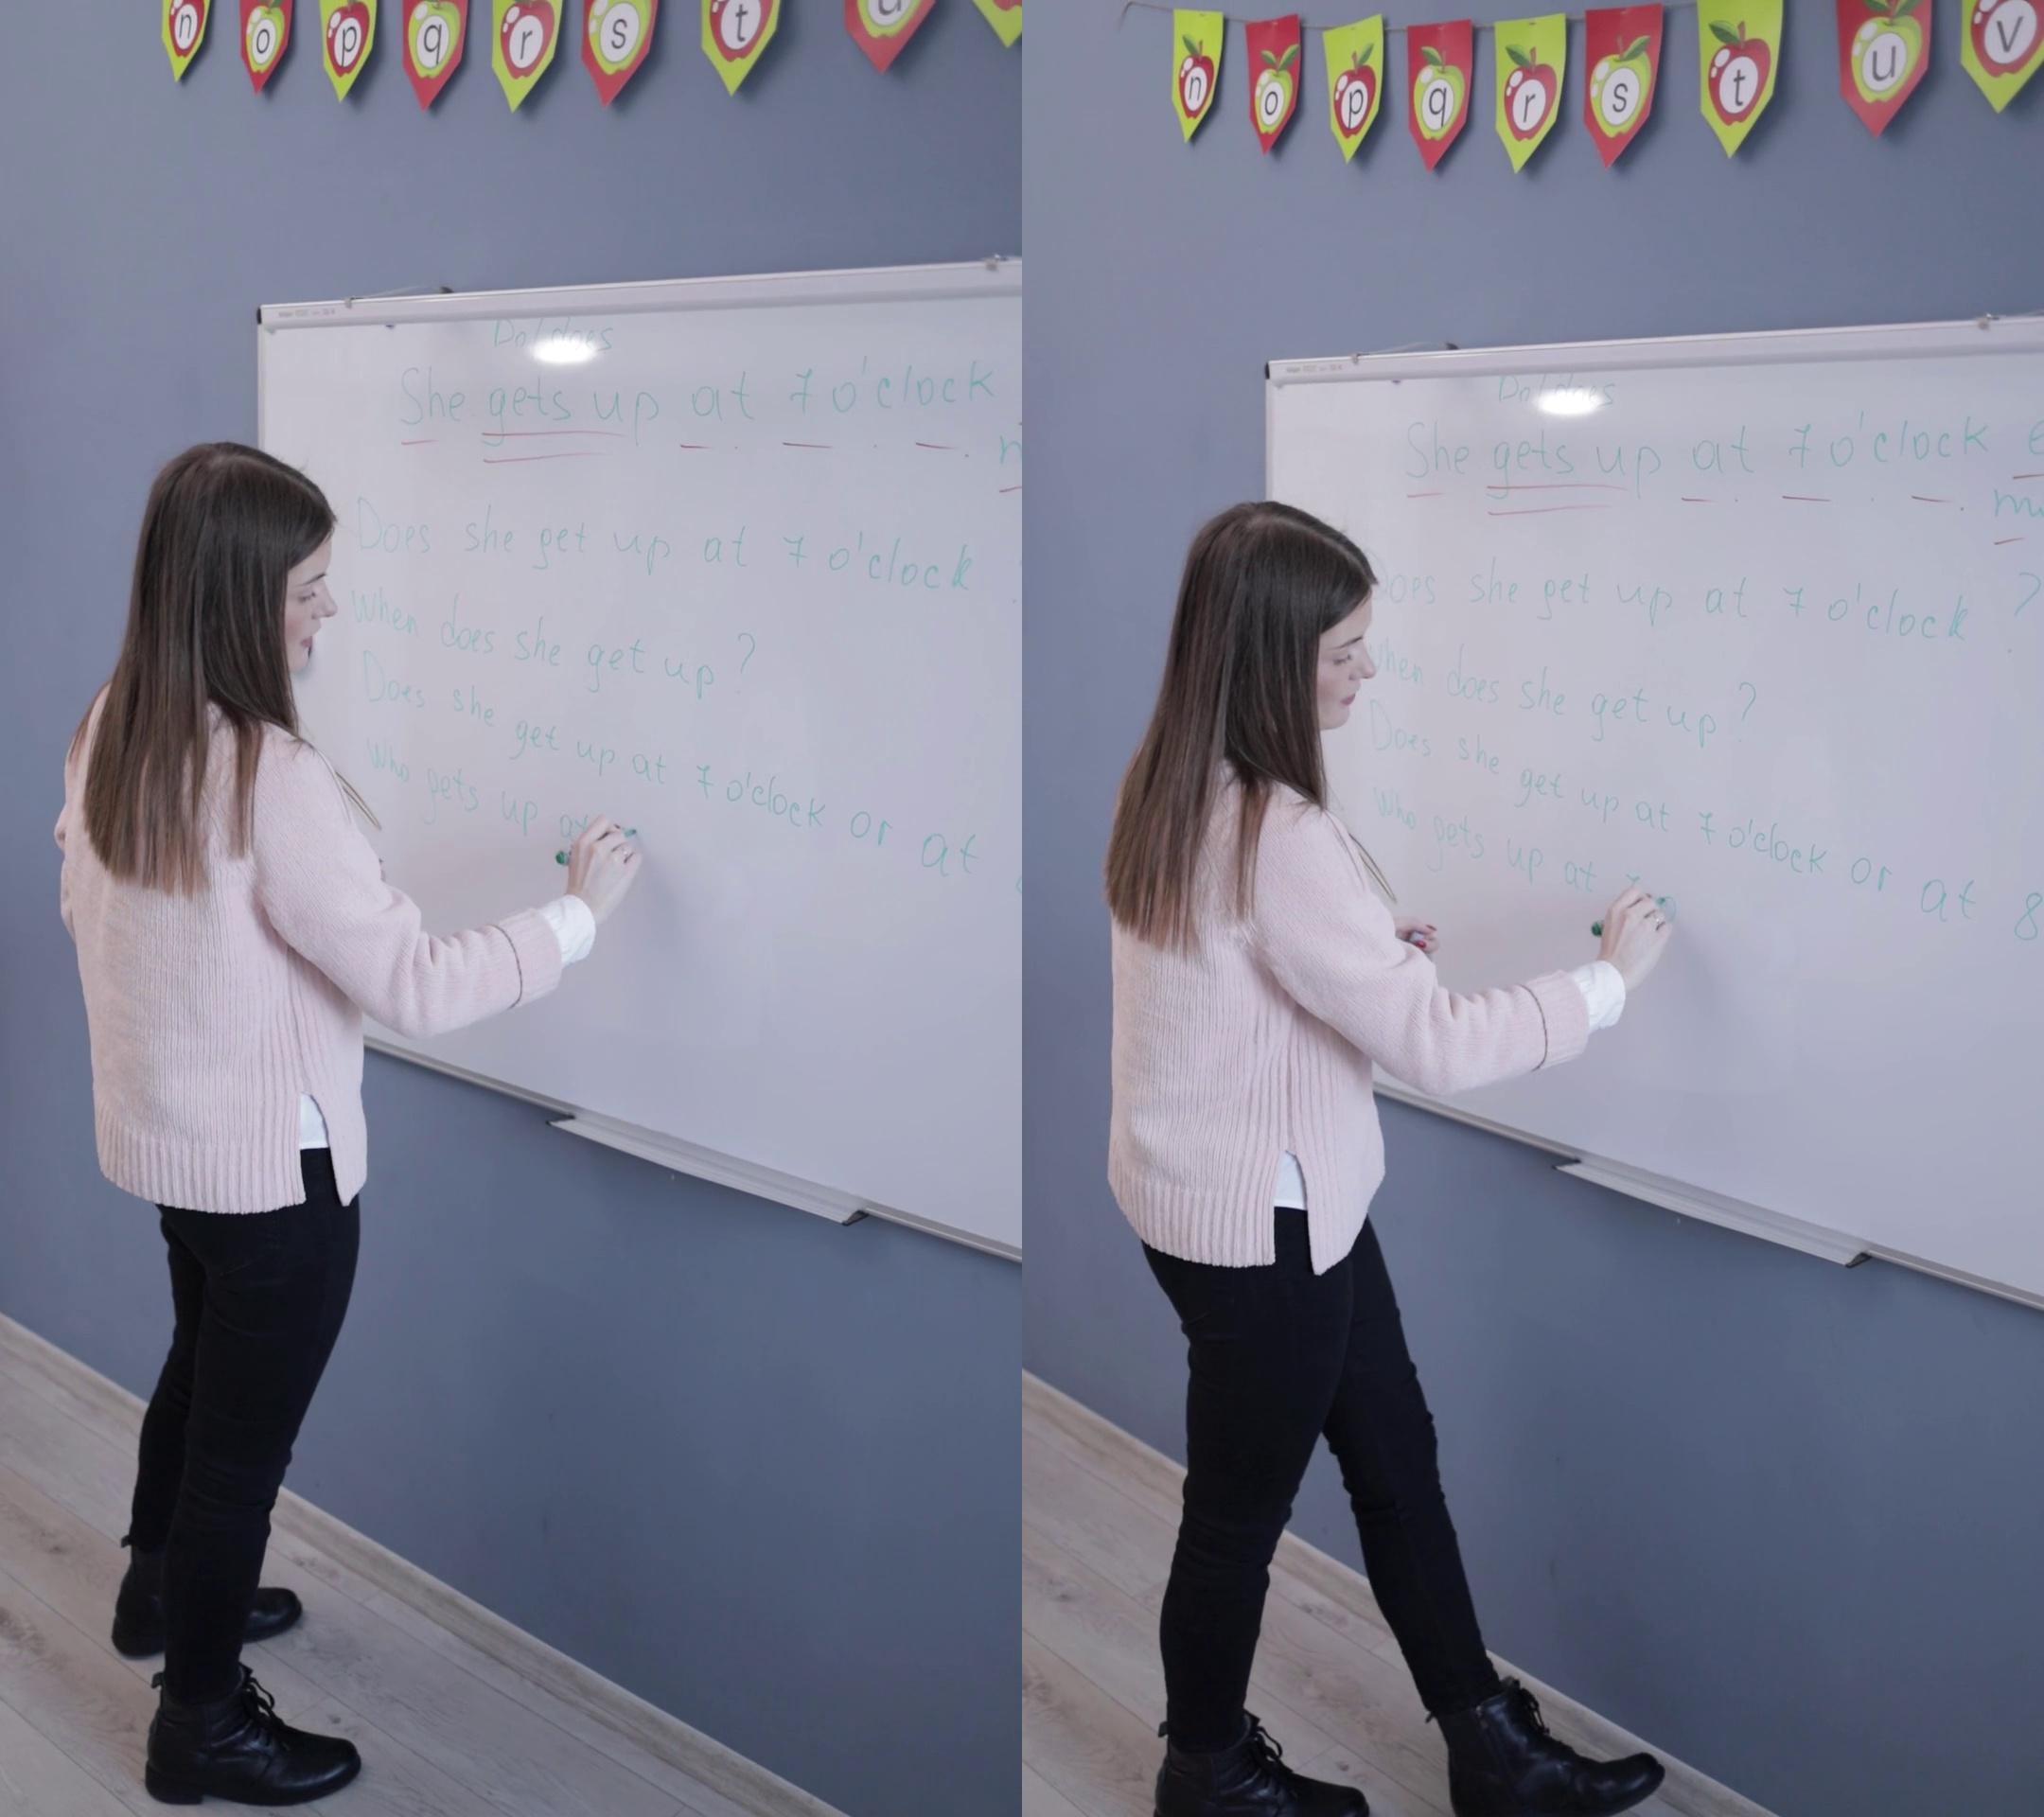 n o p q r s t u
Do/does
She gets up at 7 o'clock
Does she get up at 7 o'clock
When does she get up?
Does she get up at 7 o'clock or at
Who gets up at
n o p q r s t u v
Do/does
She gets up at 7 o'clock
Does she get up at 7 o'clock ?
When does she get up?
Does she get up at 7 o'clock or at 8
Who gets up at 7